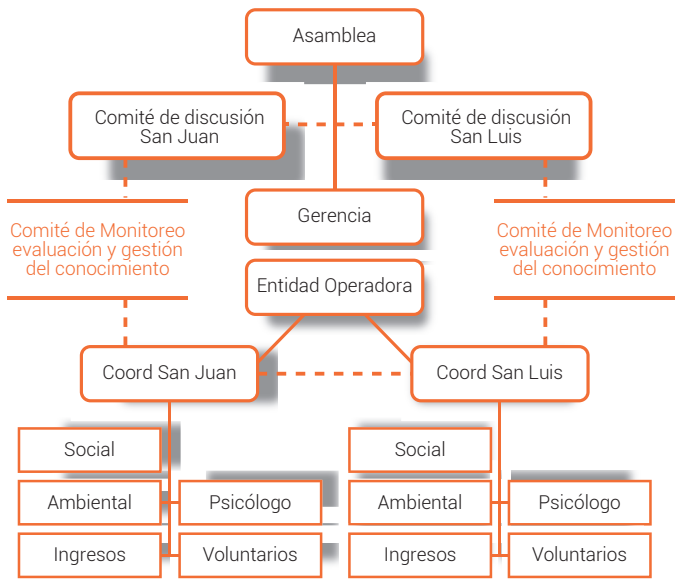 Asamblea
Comité de discusión
San Juan
Comité de discusión
San Luis
Gerencia
Comité de Monitoreo
evaluación y gestión
del conocimiento
Comité de Monitoreo
evaluación y gestión
del conocimiento
Entidad Operadora
Coord San Juan
Coord San Luis
Social
Ambiental
Psicólogo
Ingresos
Voluntarios
Social
Ambiental
Psicólogo
Ingresos
Voluntarios